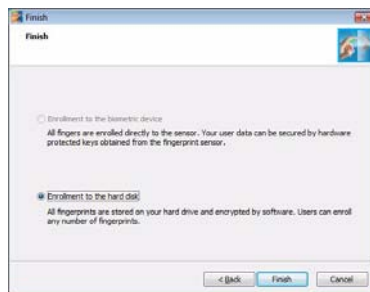 Finish
Finish
Enrollment to the biometric device
All fingers are enrolled directly to the sensor. Your user data can be secured by hardware
protected keys obtained from the fingerprint sensor.
Enrollment to the hard disk
All fingerprints are stored on your hard drive and encrypted by software. Users can enroll
any number of fingerprints.
< Back Finish Cancel